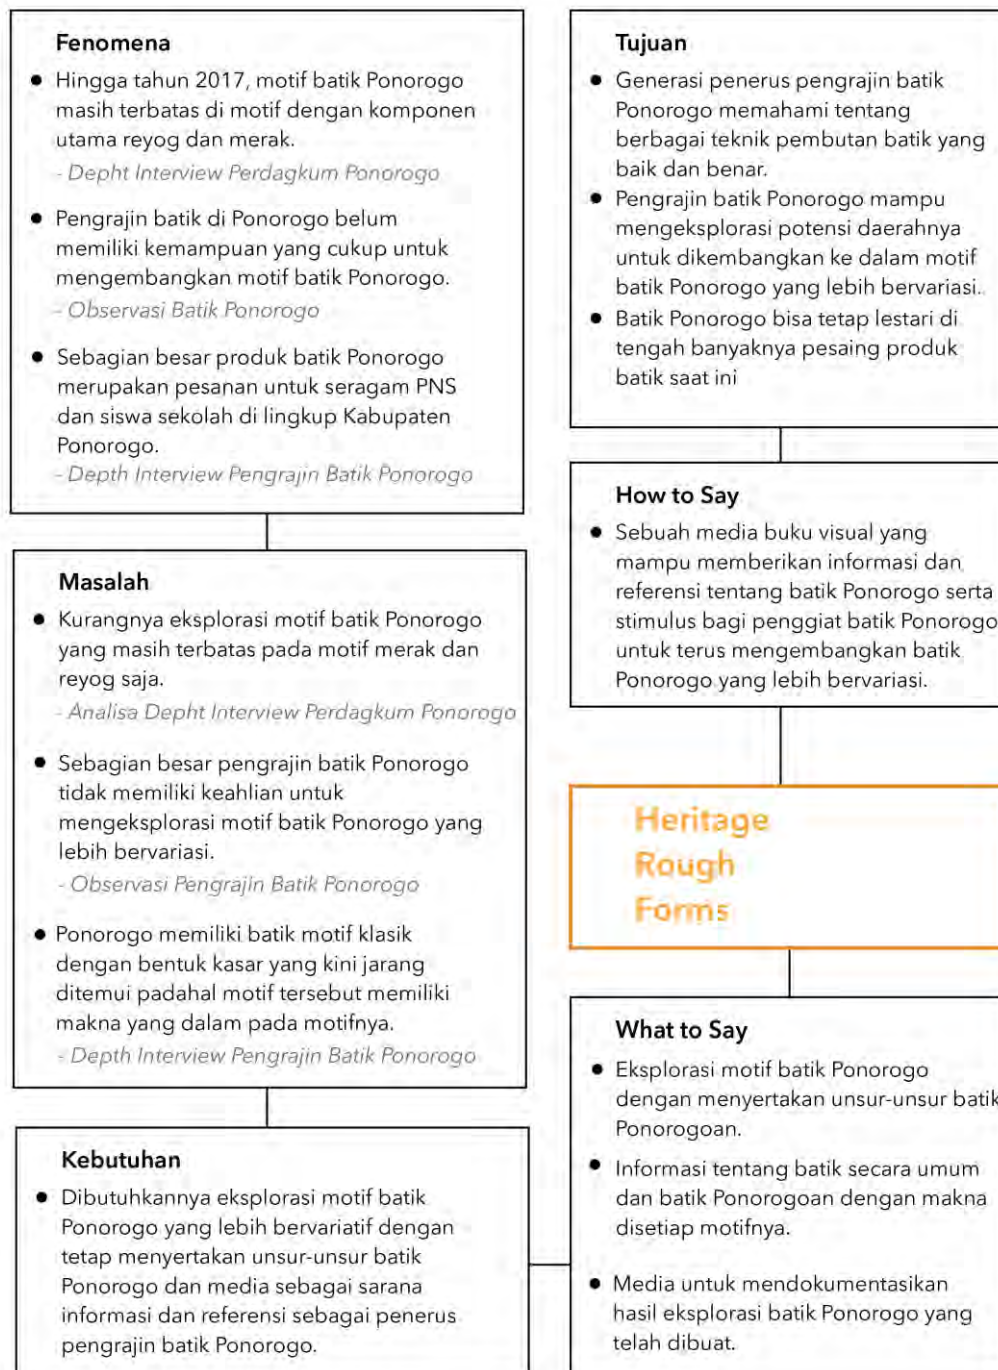 Fenomena
● Hingga tahun 2017, motif batik Ponorogo
masih terbatas di motif dengan komponen
utama reyog dan merak.
- Depht Interview Perdagkum Ponorogo
● Pengrajin batik di Ponorogo belum
memiliki kemampuan yang cukup untuk
mengembangkan motif batik Ponorogo.
- Observasi Batik Ponorogo
● Sebagian besar produk batik Ponorogo
merupakan pesanan untuk seragam PNS
dan siswa sekolah di lingkup Kabupaten
Ponorogo.
- Depth Interview Pengrajin Batik Ponorogo
Masalah
● Kurangnya eksplorasi motif batik Ponorogo
yang masih terbatas pada motif merak dan
reyog saja.
- Analisa Depht Interview Perdagkum Ponorogo
● Sebagian besar pengrajin batik Ponorogo
tidak memiliki keahlian untuk
mengeksplorasi motif batik Ponorogo yang
lebih bervariasi.
- Observasi Pengrajin Batik Ponorogo
● Ponorogo memiliki batik motif klasik
dengan bentuk kasar yang kini jarang
ditemui padahal motif tersebut memiliki
makna yang dalam pada motifnya.
- Depth Interview Pengrajin Batik Ponorogo
Kebutuhan
● Dibutuhkannya eksplorasi motif batik
Ponorogo yang lebih bervariatif dengan
tetap menyertakan unsur-unsur batik
Ponorogo dan media sebagai sarana
informasi dan referensi sebagai penerus
pengrajin batik Ponorogo.
Tujuan
● Generasi penerus pengrajin batik
Ponorogo memahami tentang
berbagai teknik pembutan batik yang
baik dan benar.
● Pengrajin batik Ponorogo mampu
mengeksplorasi potensi daerahnya
untuk dikembangkan ke dalam motif
batik Ponorogo yang lebih bervariasi.
● Batik Ponorogo bisa tetap lestari di
tengah banyaknya pesaing produk
batik saat ini
How to Say
● Sebuah media buku visual yang
mampu memberikan informasi dan
referensi tentang batik Ponorogo serta
stimulus bagi penggiat batik Ponorogo
untuk terus mengembangkan batik
Ponorogo yang lebih bervariasi.
Heritage
Rough
Forms
What to Say
● Eksplorasi motif batik Ponorogo
dengan menyertakan unsur-unsur batik
Ponorogoan.
● Informasi tentang batik secara umum
dan batik Ponorogoan dengan makna
disetiap motifnya.
● Media untuk mendokumentasikan
hasil eksplorasi batik Ponorogo yang
telah dibuat.